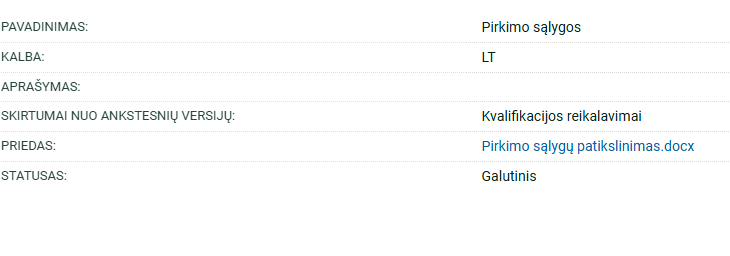 PAVADINIMAS: Pirkimo sąlygos
KALBA: LT
APRAŠYMAS:
SKIRTUMAI NUO ANKSTESNIŲ VERSIJŲ: Kvalifikacijos reikalavimai
PRIEDAS: Pirkimo sąlygų patikslinimas.docx
STATUSAS: Galutinis